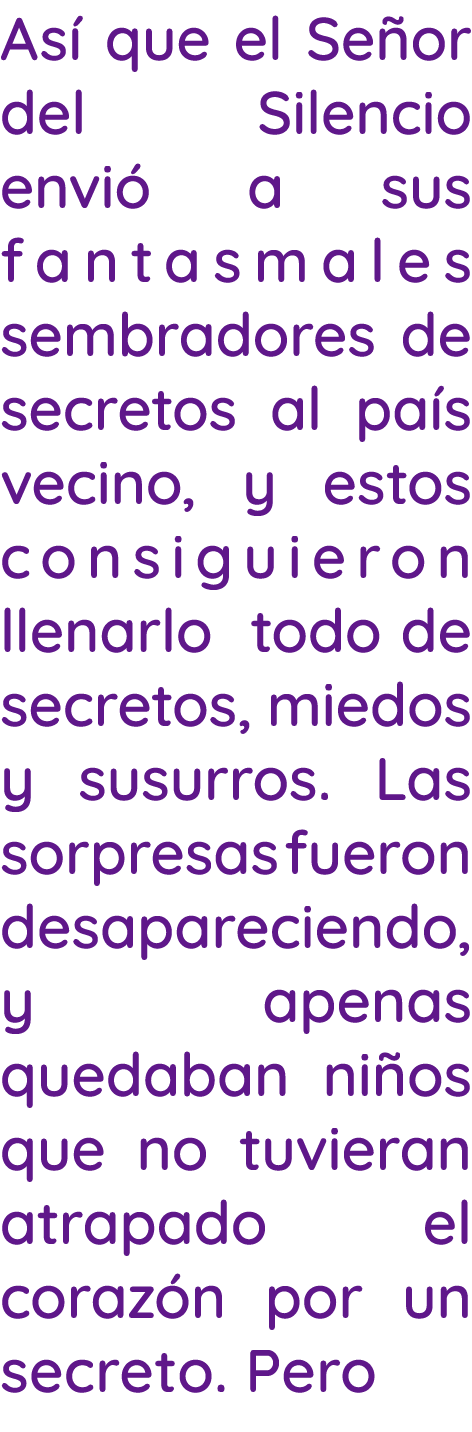 Así que el Señor
del Silencio
envió a sus
fantasmales
sembradores de
secretos al país
vecino, y estos
consiguieron
llenarlo todo de
secretos, miedos
y susurros. Las
sorpresas fueron
desapareciendo,
y apenas
quedaban niños
que no tuvieran
atrapado el
corazón por un
secreto. Pero